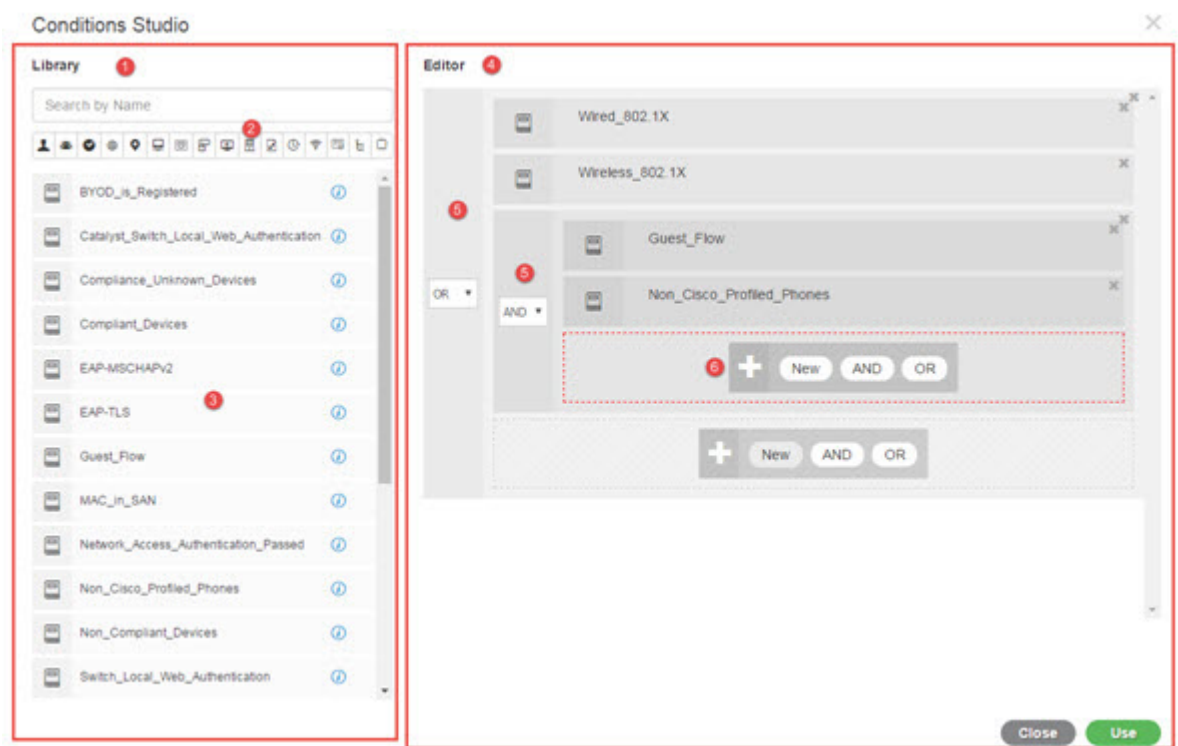 Conditions Studio
Library 1
Search by Name
2
BYOD_is_Registered
Catalyst_Switch_Local_Web_Authentication
Compliance_Unknown_Devices
Compliant_Devices
EAP-MSCHAPv2
3
EAP-TLS
Guest_Flow
MAC_in_SAN
Network_Access_Authentication_Passed
Non_Cisco_Profiled_Phones
Non_Compliant_Devices
Switch_Local_Web_Authentication
Editor 4
Wired_802.1X
Wireless_802.1X
5
OR
5
AND
Guest_Flow
Non_Cisco_Profiled_Phones
6 New AND OR
New AND OR
Close Use